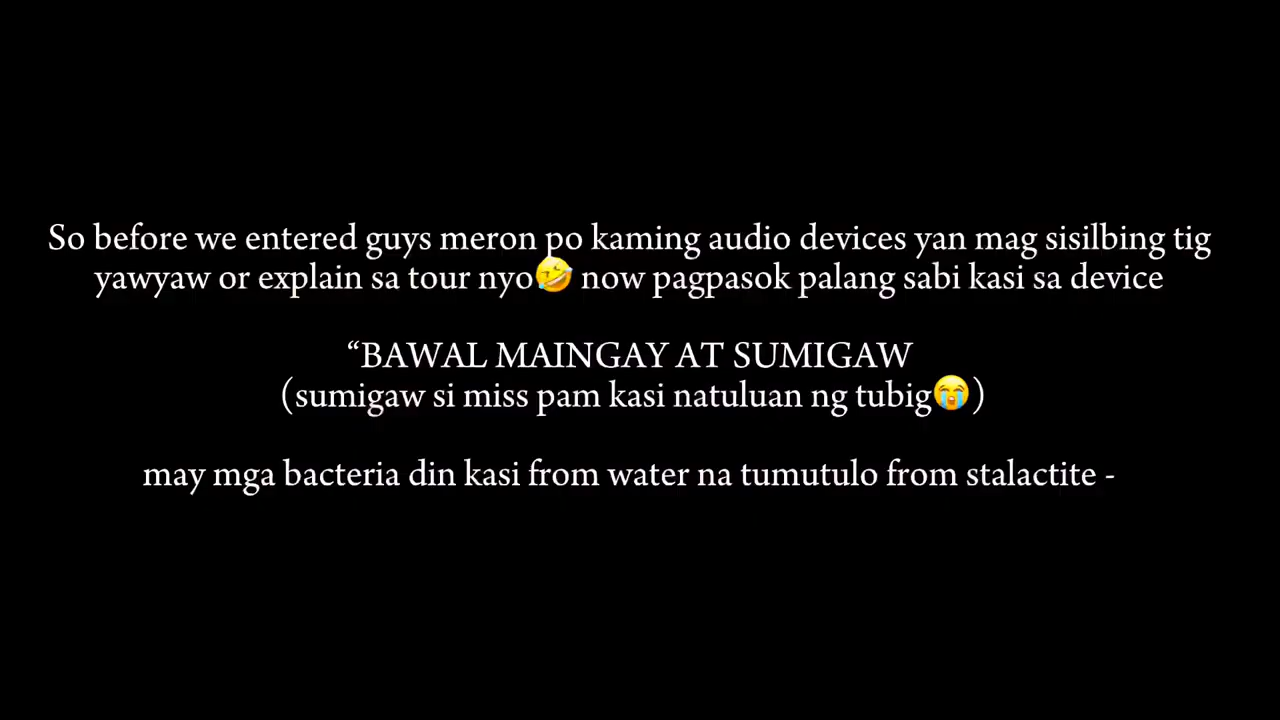 So before we entered guys meron po kaming audio devices yan mag sisilbing tig
yawyaw or explain sa tour nyo🤣 now pagpasok palang sabi kasi sa device
“BAWAL MAINGAY AT SUMIGAW
(sumigaw si miss pam kasi natuluan ng tubig😭)
may mga bacteria din kasi from water na tumutulo from stalactite -